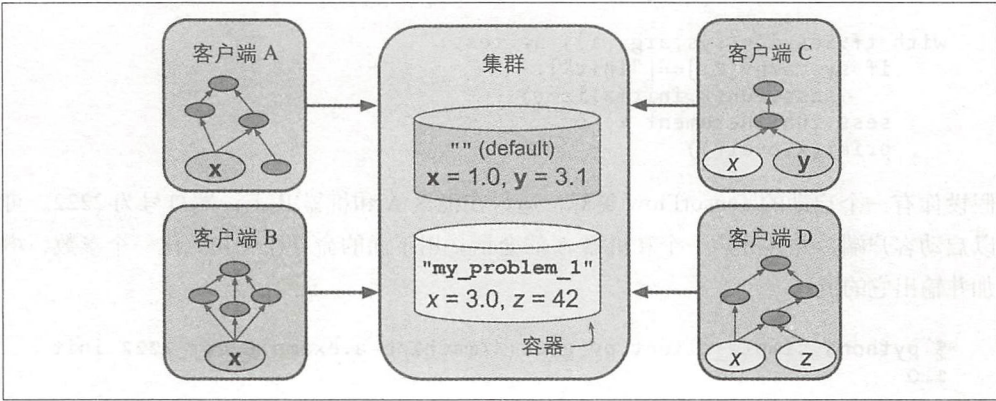 客户端 A
x
客户端 B
x
集群
"" (default)
x = 1.0, y = 3.1
"my_problem_1"
x = 3.0, z = 42
容器
客户端 C
x
y
客户端 D
x
z